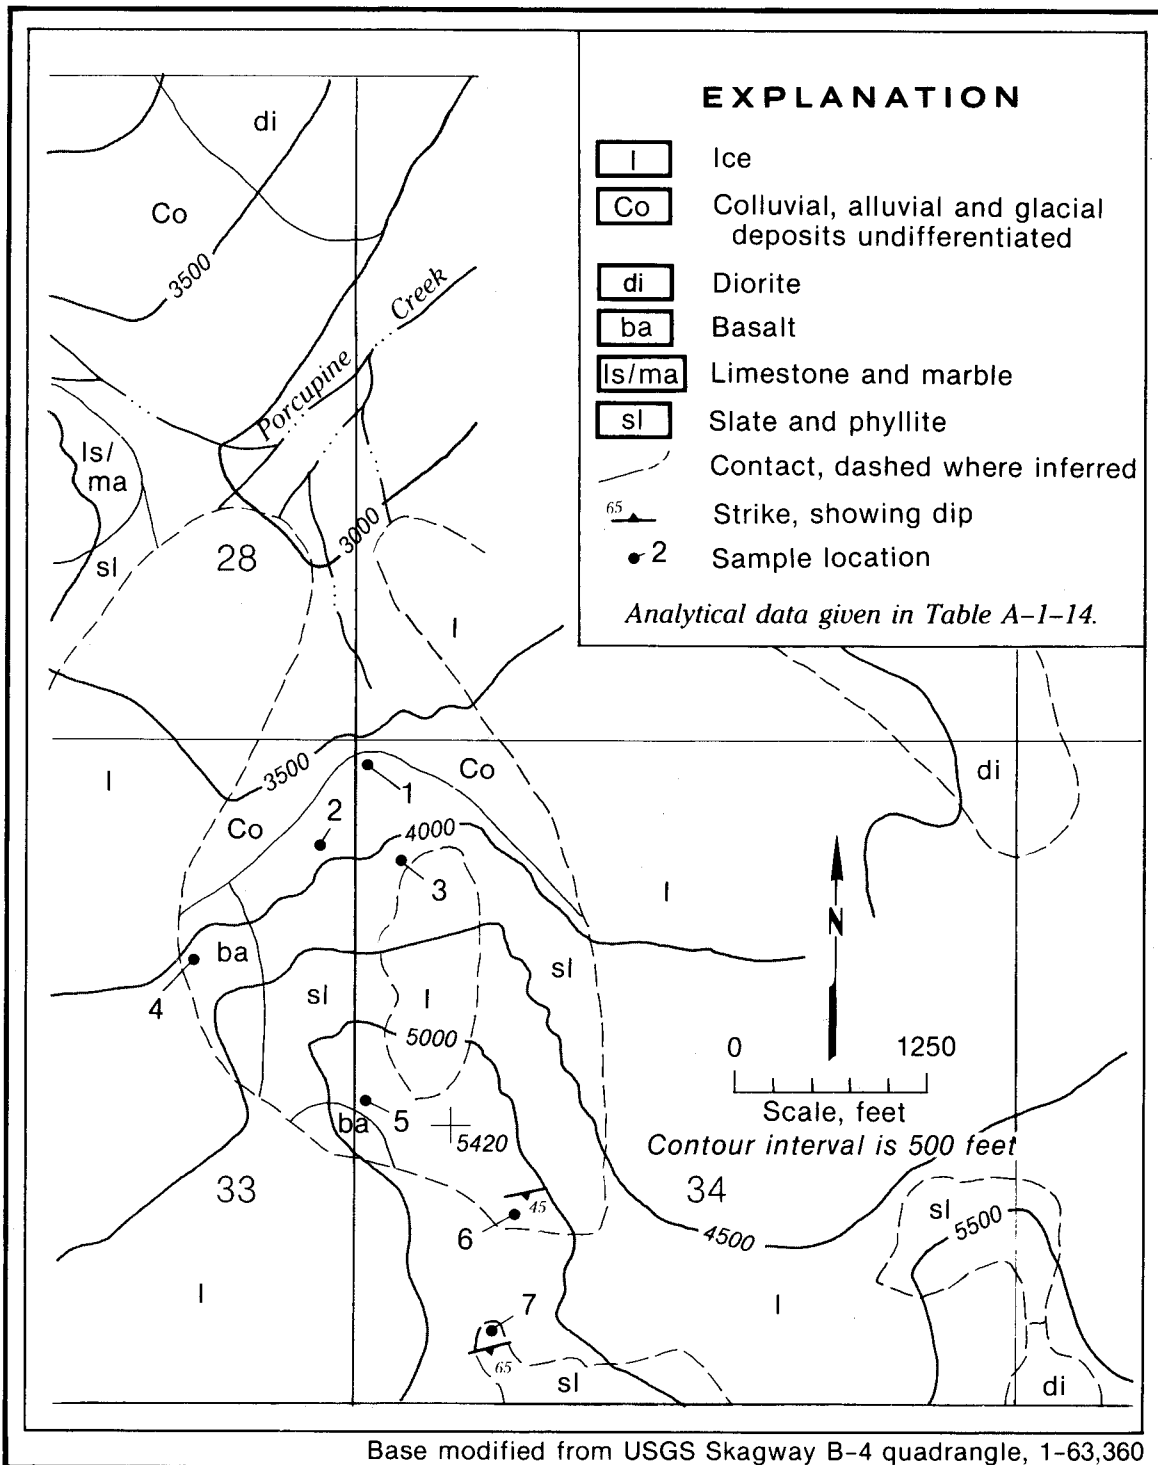 EXPLANATION
I Ice
Co Colluvial, alluvial and glacial
deposits undifferentiated
di Diorite
ba Basalt
ls/ma Limestone and marble
sl Slate and phyllite
Contact, dashed where inferred
65 Strike, showing dip
2 Sample location
Analytical data given in Table A-1-14.
di
Co
3500
Porcupine Creek
ls/
ma
sl
28
3000
I
I
3500
Co
Co
di
1
2
4000
3
I
ba
sl
sl
I
4
N
5000
0 1250
Scale, feet
Contour interval is 500 feet
5
ba
5420
33
34
45
6
sl
4500
5500
I
7
I
65
sl
di
Base modified from USGS Skagway B-4 quadrangle, 1-63,360